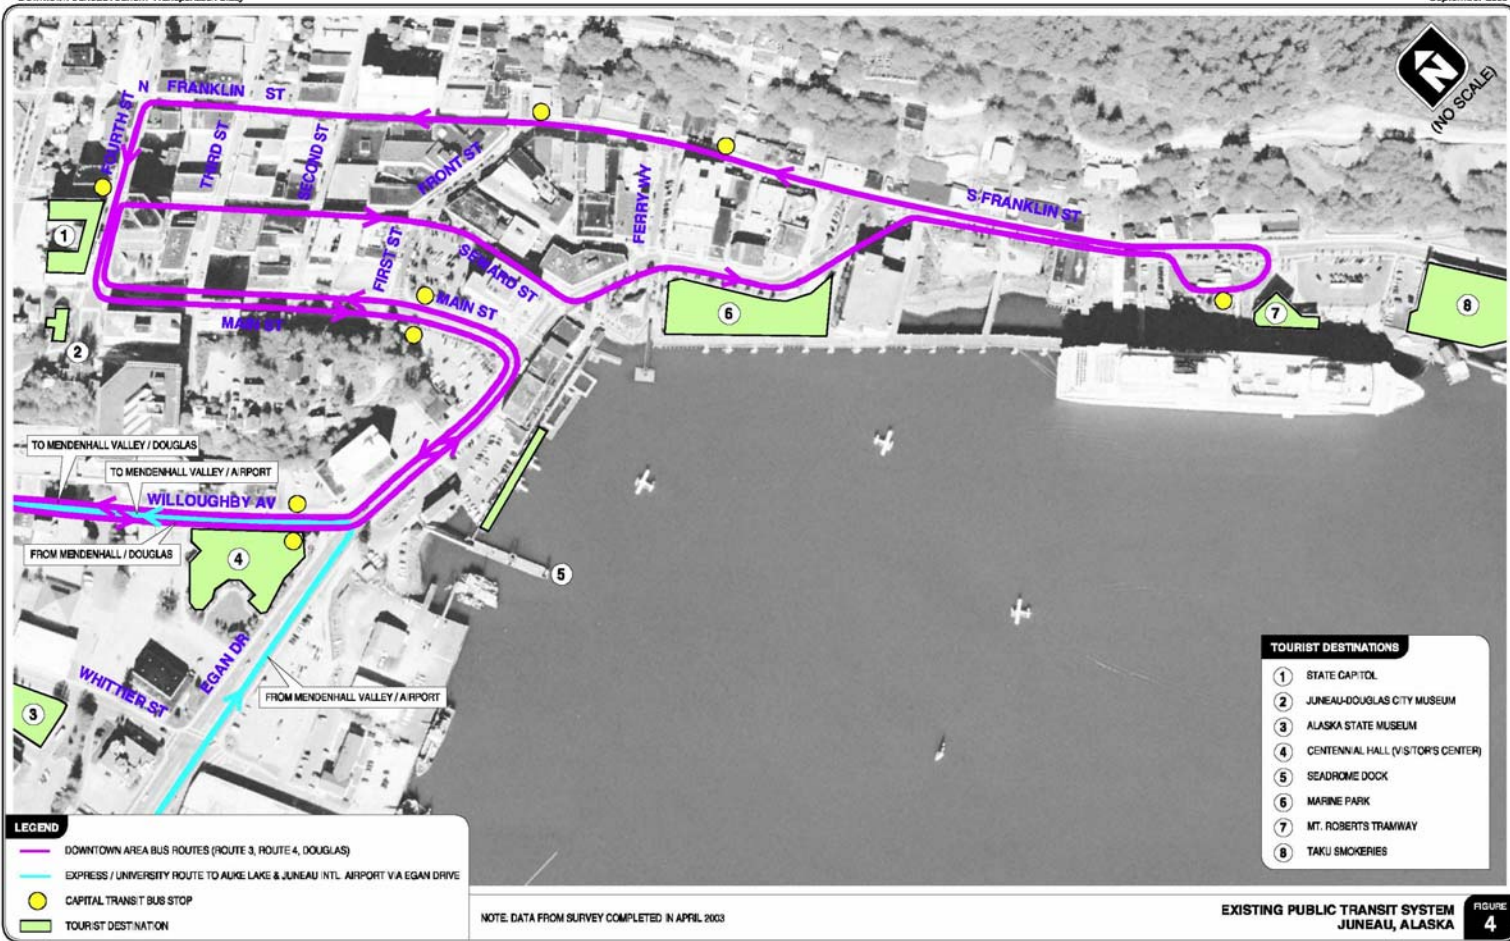 N FRANKLIN ST
FOURTH ST
THIRD ST
SECOND ST
FRONT ST
FERRY WY
S FRANKLIN ST
FIRST ST
SEWARD ST
MAIN ST
MAIN ST
N
(NO SCALE)
1
2
6
7
8
TO MENDENHALL VALLEY / DOUGLAS
TO MENDENHALL VALLEY / AIRPORT
WILLOUGHBY AV
FROM MENDENHALL / DOUGLAS
4
5
EGAN DR
WHITTIER ST
FROM MENDENHALL VALLEY / AIRPORT
3
TOURIST DESTINATIONS
1 STATE CAPITOL
2 JUNEAU-DOUGLAS CITY MUSEUM
3 ALASKA STATE MUSEUM
4 CENTENNIAL HALL (VISITOR'S CENTER)
5 SEADROME DOCK
6 MARINE PARK
7 MT. ROBERTS TRAMWAY
8 TAKU SMOKERIES
LEGEND
DOWNTOWN AREA BUS ROUTES (ROUTE 3, ROUTE 4, DOUGLAS)
EXPRESS / UNIVERSITY ROUTE TO AUKE LAKE & JUNEAU INTL. AIRPORT VIA EGAN DRIVE
CAPITAL TRANSIT BUS STOP
TOURIST DESTINATION
NOTE: DATA FROM SURVEY COMPLETED IN APRIL 2003
EXISTING PUBLIC TRANSIT SYSTEM
JUNEAU, ALASKA
FIGURE
4